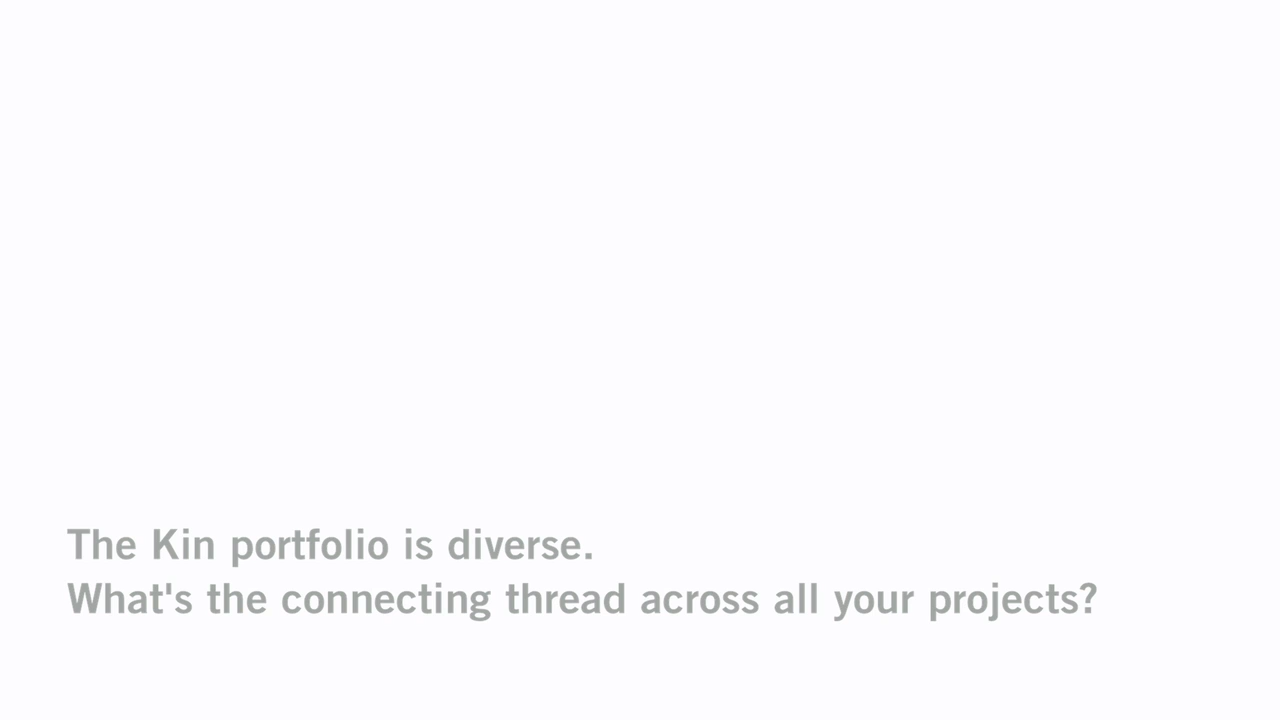 The Kin portfolio is diverse.
What's the connecting thread across all your projects?